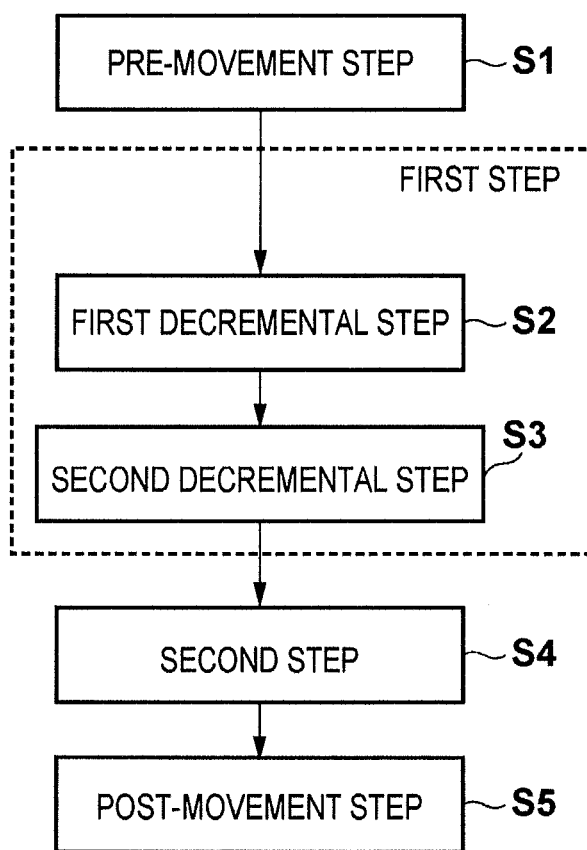 PRE-MOVEMENT STEP S1
FIRST STEP
FIRST DECREMENTAL STEP S2
S3
SECOND DECREMENTAL STEP
SECOND STEP S4
POST-MOVEMENT STEP S5